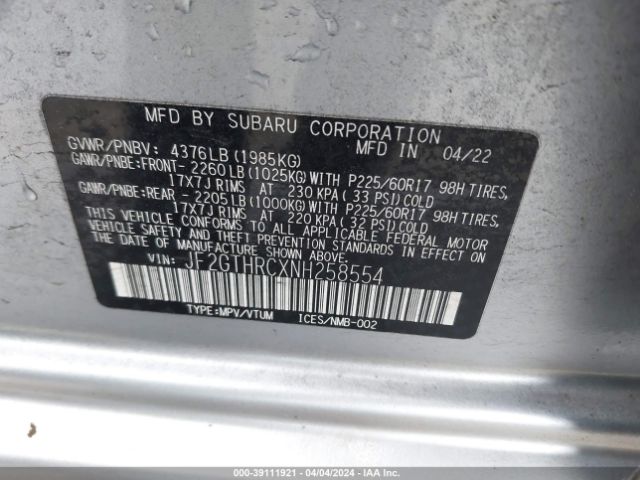 MFD BY SUBARU CORPORATION
GVWR/PNBV: 4376LB (1985KG) MFD IN 04/22
GAWR/PNBE:FRONT- 2260LB (1025KG) WITH P225/60R17 98H TIRES,
17X7J RIMS AT 230 KPA ( 33 PSI) COLD
GAWR/PNBE:REAR - 2205LB (1000KG) WITH P225/60R17 98H TIRES,
17X7J RIMS AT 220 KPA ( 32 PSI) COLD
THIS VEHICLE CONFORMS TO ALL APPLICABLE FEDERAL MOTOR
VEHICLE SAFETY AND BUMPER STANDARDS IN EFFECT ON THE
DATE OF MANUFACTURE SHOWN ABOVE.
VIN: JF2GTHRCXNH258554
TYPE:MPV/VTUM ICES/NMB-002
000-39111921 - 04/04/2024 - IAA Inc.